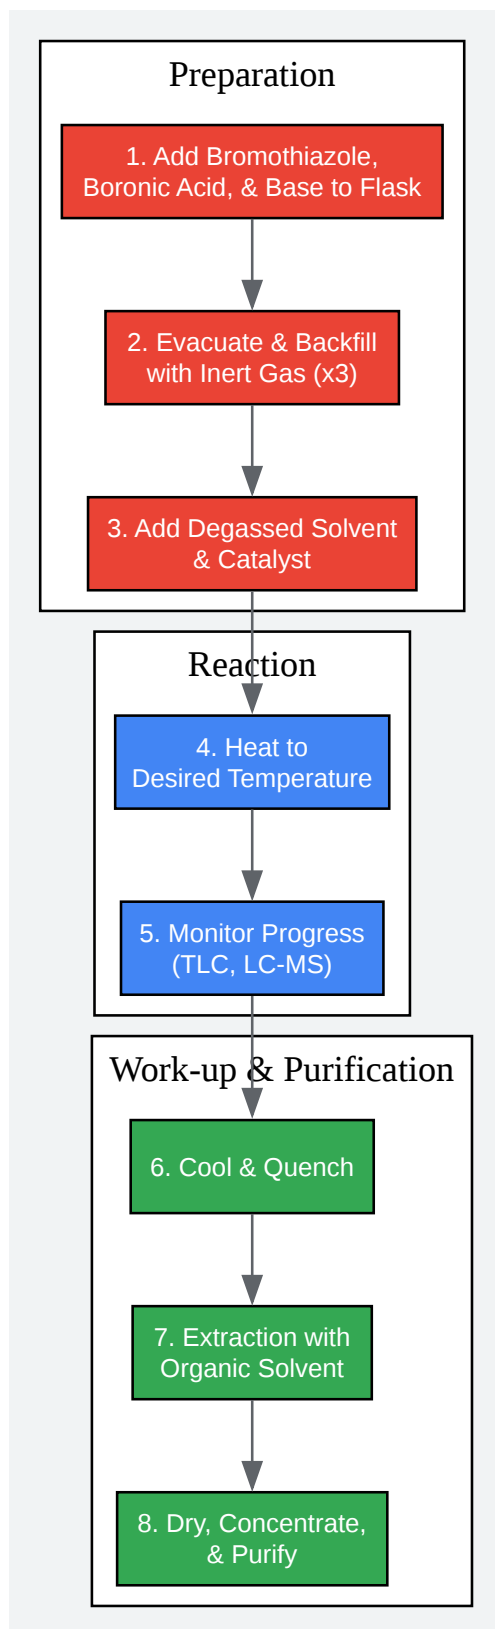 Preparation
1. Add Bromothiazole,
Boronic Acid, & Base to Flask
2. Evacuate & Backfill
with Inert Gas (x3)
3. Add Degassed Solvent
& Catalyst
Reaction
4. Heat to
Desired Temperature
5. Monitor Progress
(TLC, LC-MS)
Work-up & Purification
6. Cool & Quench
7. Extraction with
Organic Solvent
8. Dry, Concentrate,
& Purify